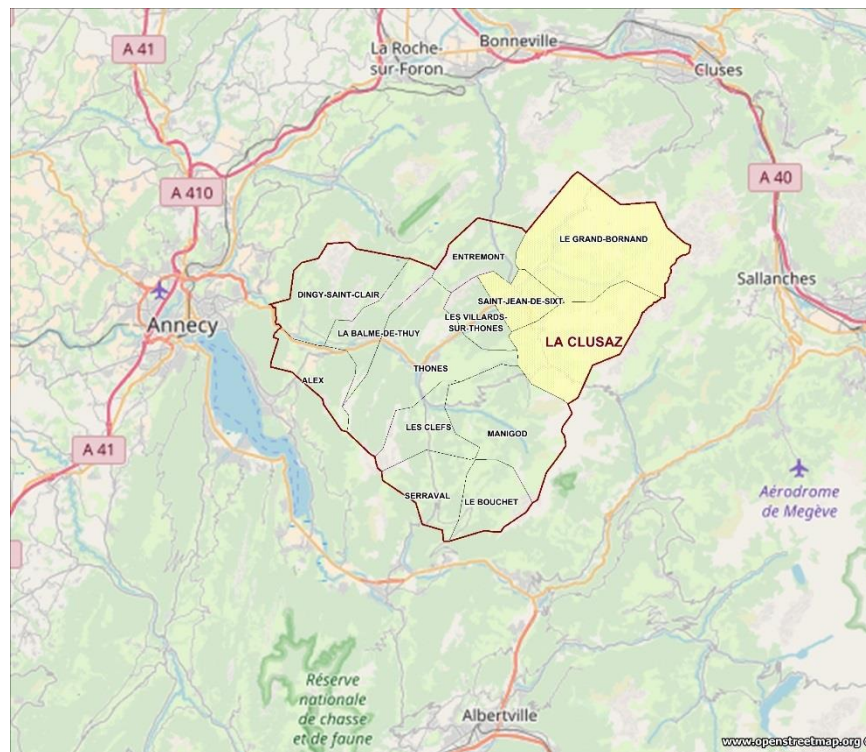 A 41
La Roche-
sur-Foron
Bonneville
Cluses
A 410
A 40
Sallanches
LE GRAND-BORNAND
ENTREMONT
DINGY-SAINT-CLAIR
SAINT-JEAN-DE-SIXT
LES VILLARDS-
SUR-THONES
LA BALME-DE-THUY
LA CLUSAZ
Annecy
THONES
ALEX
LES CLEFS
MANIGOD
A 41
SERRAVAL
LE BOUCHET
Aérodrome
de Megève
Réserve
nationale
de chasse
et de faune
Albertville
www.openstreetmap.org